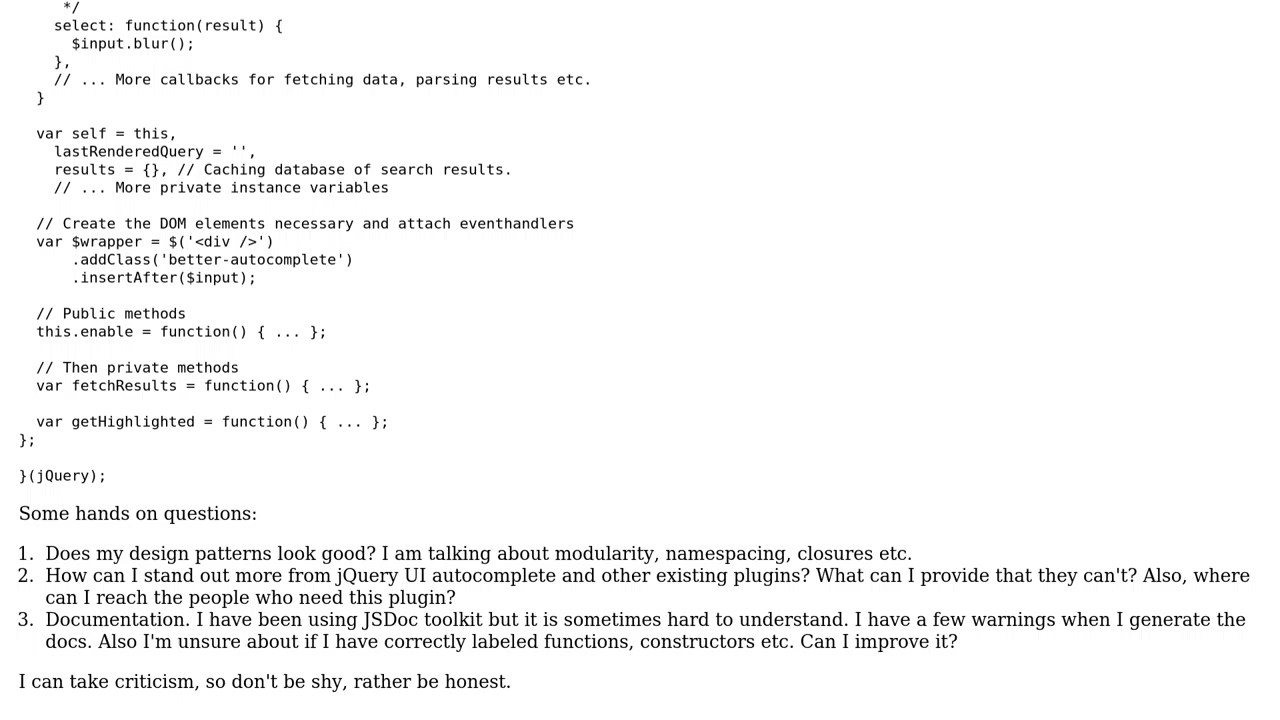 */
    select: function(result) {
      $input.blur();
    },
    // ... More callbacks for fetching data, parsing results etc.
  }

  var self = this,
    lastRenderedQuery = '',
    results = {}, // Caching database of search results.
    // ... More private instance variables

  // Create the DOM elements necessary and attach eventhandlers
  var $wrapper = $('<div />')
      .addClass('better-autocomplete')
      .insertAfter($input);

  // Public methods
  this.enable = function() { ... };

  // Then private methods
  var fetchResults = function() { ... };

  var getHighlighted = function() { ... };
};

}(jQuery);

Some hands on questions:

1. Does my design patterns look good? I am talking about modularity, namespacing, closures etc.
2. How can I stand out more from jQuery UI autocomplete and other existing plugins? What can I provide that they can't? Also, where
can I reach the people who need this plugin?
3. Documentation. I have been using JSDoc toolkit but it is sometimes hard to understand. I have a few warnings when I generate the
docs. Also I'm unsure about if I have correctly labeled functions, constructors etc. Can I improve it?

I can take criticism, so don't be shy, rather be honest.